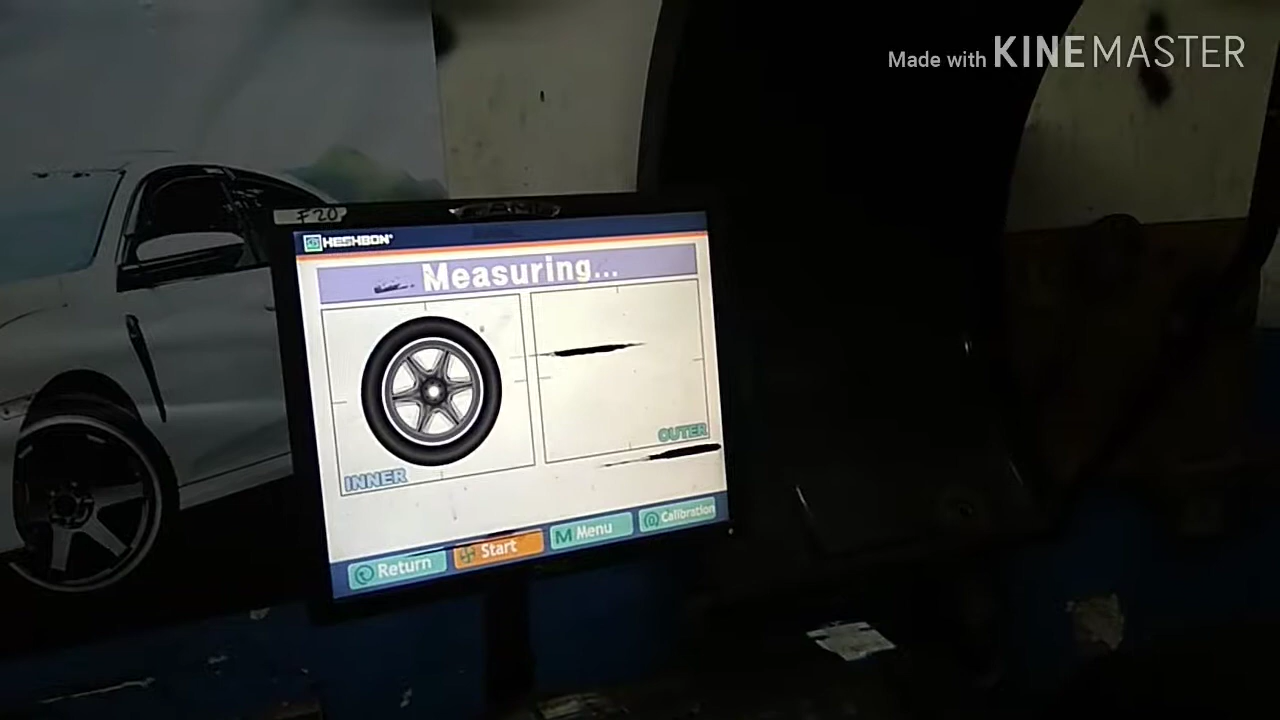 Made with KINEMASTER
F20
HESHBON
Measuring...
INNER
OUTER
Return
Start
M Menu
Calibration